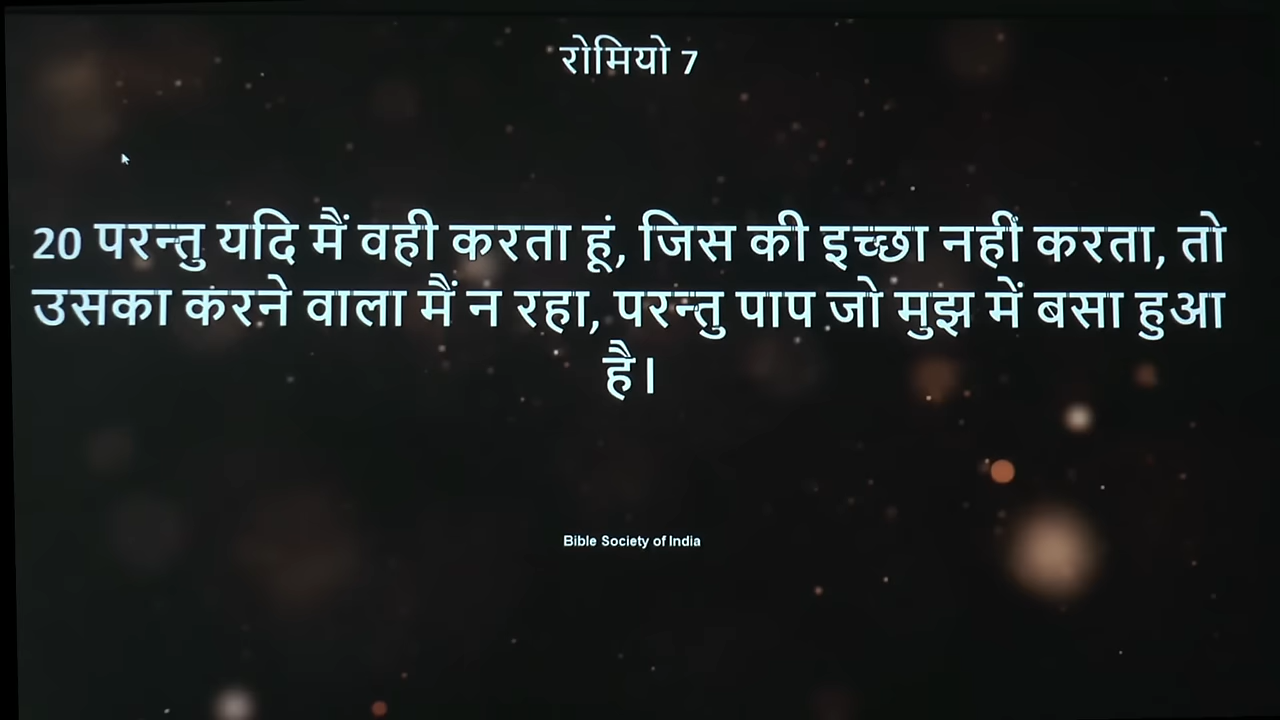 रोमियो 7
20 परन्तु यदि मैं वही करता हूं, जिस की इच्छा नहीं करता, तो
उसका करने वाला मैं न रहा, परन्तु पाप जो मुझ में बसा हुआ
है।
Bible Society of India